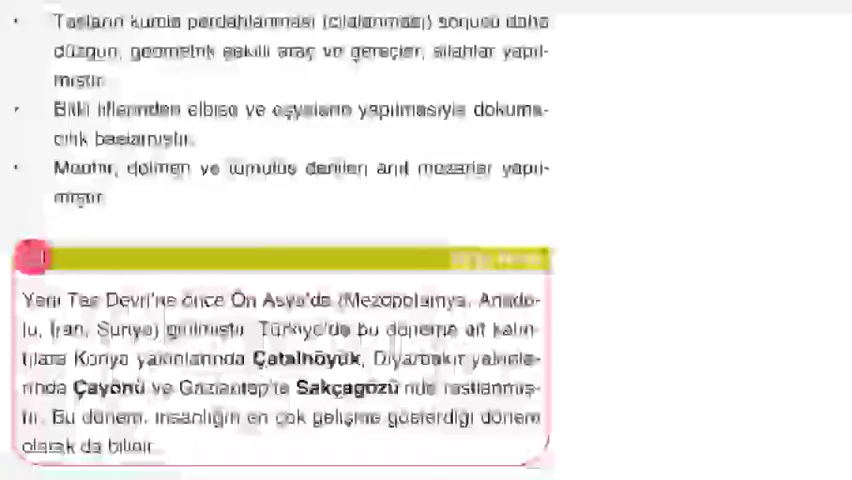 • Taşların kumla perdahlanması (cilalanması) sonucu daha
düzgün, geometrik şekilli araç ve gereçler, silahlar yapıl-
mıştır.
• Bitki liflerinden elbise ve eşyaların yapılmasıyla dokuma-
cılık başlamıştır.
• Menhir, dolmen ve tümülüs denilen anıt mezarlar yapıl-
mıştır.
Yeni Taş Devri'ne önce Ön Asya'da (Mezopotamya, Anado-
lu, İran, Suriye) girilmiştir. Türkiye'de bu döneme ait kalın-
tılara Konya yakınlarında Çatalhöyük, Diyarbakır yakınla-
rında Çayönü ve Gaziantep'te Sakçagözü'nde rastlanmış-
tır. Bu dönem, insanlığın en çok gelişme gösterdiği dönem
olarak da bilinir.